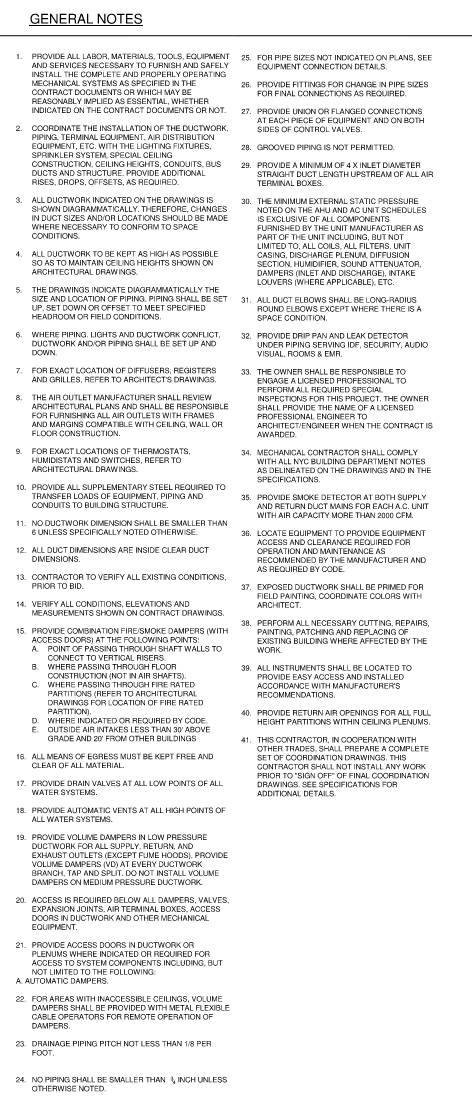 GENERAL NOTES
1. PROVIDE ALL LABOR, MATERIALS, TOOLS, EQUIPMENT
AND SERVICES NECESSARY TO FURNISH AND SAFELY
INSTALL THE COMPLETE AND PROPERLY OPERATING
MECHANICAL SYSTEMS AS SPECIFIED IN THE
CONTRACT DOCUMENTS OR WHICH MAY BE
REASONABLY IMPLIED AS ESSENTIAL, WHETHER
INDICATED ON THE CONTRACT DOCUMENTS OR NOT.
2. COORDINATE THE INSTALLATION OF THE DUCTWORK,
PIPING, TERMINAL EQUIPMENT, AIR DISTRIBUTION
EQUIPMENT, ETC. WITH THE LIGHTING FIXTURES,
SPRINKLER SYSTEM, SPECIAL CEILING
CONSTRUCTION, CEILING HEIGHTS, CONDUITS, BUS
DUCTS AND STRUCTURE. PROVIDE ADDITIONAL
RISES, DROPS, OFFSETS, AS REQUIRED.
3. ALL DUCTWORK INDICATED ON THE DRAWINGS IS
SHOWN DIAGRAMMATICALLY. THEREFORE, CHANGES
IN DUCT SIZES AND/OR LOCATIONS SHOULD BE MADE
WHERE NECESSARY TO CONFORM TO SPACE
CONDITIONS.
4. ALL DUCTWORK TO BE KEPT AS HIGH AS POSSIBLE
SO AS TO MAINTAIN CEILING HEIGHTS SHOWN ON
ARCHITECTURAL DRAWINGS.
5. THE DRAWINGS INDICATE DIAGRAMMATICALLY THE
SIZE AND LOCATION OF PIPING. PIPING SHALL BE SET
UP, SET DOWN OR OFFSET TO MEET SPECIFIED
HEADROOM OR FIELD CONDITIONS.
6. WHERE PIPING, LIGHTS AND DUCTWORK CONFLICT,
DUCTWORK AND/OR PIPING SHALL BE SET UP AND
DOWN.
7. FOR EXACT LOCATION OF DIFFUSERS, REGISTERS
AND GRILLES, REFER TO ARCHITECT'S DRAWINGS.
8. THE AIR OUTLET MANUFACTURER SHALL REVIEW
ARCHITECTURAL PLANS AND SHALL BE RESPONSIBLE
FOR FURNISHING ALL AIR OUTLETS WITH FRAMES
AND MARGINS COMPATIBLE WITH CEILING, WALL OR
FLOOR CONSTRUCTION.
9. FOR EXACT LOCATIONS OF THERMOSTATS,
HUMIDISTATS AND SWITCHES, REFER TO
ARCHITECTURAL DRAWINGS.
10. PROVIDE ALL SUPPLEMENTARY STEEL REQUIRED TO
TRANSFER LOADS OF EQUIPMENT, PIPING AND
CONDUITS TO BUILDING STRUCTURE.
11. NO DUCTWORK DIMENSION SHALL BE SMALLER THAN
6 UNLESS SPECIFICALLY NOTED OTHERWISE.
12. ALL DUCT DIMENSIONS ARE INSIDE CLEAR DUCT
DIMENSIONS.
13. CONTRACTOR TO VERIFY ALL EXISTING CONDITIONS,
PRIOR TO BID.
14. VERIFY ALL CONDITIONS, ELEVATIONS AND
MEASUREMENTS SHOWN ON CONTRACT DRAWINGS.
15. PROVIDE COMBINATION FIRE/SMOKE DAMPERS (WITH
ACCESS DOORS) AT THE FOLLOWING POINTS:
A. POINT OF PASSING THROUGH SHAFT WALLS TO
CONNECT TO VERTICAL RISERS.
B. WHERE PASSING THROUGH FLOOR
CONSTRUCTION (NOT IN AIR SHAFTS).
C. WHERE PASSING THROUGH FIRE RATED
PARTITIONS (REFER TO ARCHITECTURAL
DRAWINGS FOR LOCATION OF FIRE RATED
PARTITION).
D. WHERE INDICATED OR REQUIRED BY CODE.
E. OUTSIDE AIR INTAKES LESS THAN 30' ABOVE
GRADE AND 20' FROM OTHER BUILDINGS
16. ALL MEANS OF EGRESS MUST BE KEPT FREE AND
CLEAR OF ALL MATERIAL.
17. PROVIDE DRAIN VALVES AT ALL LOW POINTS OF ALL
WATER SYSTEMS.
18. PROVIDE AUTOMATIC VENTS AT ALL HIGH POINTS OF
ALL WATER SYSTEMS.
19. PROVIDE VOLUME DAMPERS IN LOW PRESSURE
DUCTWORK FOR ALL SUPPLY, RETURN, AND
EXHAUST OUTLETS (EXCEPT FUME HOODS), PROVIDE
VOLUME DAMPERS (VD) AT EVERY DUCTWORK
BRANCH, TAP AND SPLIT. DO NOT INSTALL VOLUME
DAMPERS ON MEDIUM PRESSURE DUCTWORK.
20. ACCESS IS REQUIRED BELOW ALL DAMPERS, VALVES,
EXPANSION JOINTS, AIR TERMINAL BOXES, ACCESS
DOORS IN DUCTWORK AND OTHER MECHANICAL
EQUIPMENT.
21. PROVIDE ACCESS DOORS IN DUCTWORK OR
PLENUMS WHERE INDICATED OR REQUIRED FOR
ACCESS TO SYSTEM COMPONENTS INCLUDING, BUT
NOT LIMITED TO THE FOLLOWING:
A. AUTOMATIC DAMPERS.
22. FOR AREAS WITH INACCESSIBLE CEILINGS, VOLUME
DAMPERS SHALL BE PROVIDED WITH METAL FLEXIBLE
CABLE OPERATORS FOR REMOTE OPERATION OF
DAMPERS.
23. DRAINAGE PIPING PITCH NOT LESS THAN 1/8 PER
FOOT.
24. NO PIPING SHALL BE SMALLER THAN INCH UNLESS
OTHERWISE NOTED.
25. FOR PIPE SIZES NOT INDICATED ON PLANS, SEE
EQUIPMENT CONNECTION DETAILS.
26. PROVIDE FITTINGS FOR CHANGE IN PIPE SIZES
FOR FINAL CONNECTIONS AS REQUIRED.
27. PROVIDE UNION OR FLANGED CONNECTIONS
AT EACH PIECE OF EQUIPMENT AND ON BOTH
SIDES OF CONTROL VALVES.
28. GROOVED PIPING IS NOT PERMITTED.
29. PROVIDE A MINIMUM OF 4 X INLET DIAMETER
STRAIGHT DUCT LENGTH UPSTREAM OF ALL AIR
TERMINAL BOXES.
30. THE MINIMUM EXTERNAL STATIC PRESSURE
NOTED ON THE AHU AND AC UNIT SCHEDULES
IS EXCLUSIVE OF ALL COMPONENTS
FURNISHED BY THE UNIT MANUFACTURER AS
PART OF THE UNIT INCLUDING, BUT NOT
LIMITED TO, ALL COILS, ALL FILTERS. UNIT
CASING, DISCHARGE PLENUM, DIFFUSION
SECTION, HUMIDIFIER, SOUND ATTENUATOR,
DAMPERS (INLET AND DISCHARGE), INTAKE
LOUVERS (WHERE APPLICABLE), ETC.
31. ALL DUCT ELBOWS SHALL BE LONG-RADIUS
ROUND ELBOWS EXCEPT WHERE THERE IS A
SPACE CONDITION.
32. PROVIDE DRIP PAN AND LEAK DETECTOR
UNDER PIPING SERVING IDF, SECURITY, AUDIO
VISUAL, ROOMS & EMR.
33. THE OWNER SHALL BE RESPONSIBLE TO
ENGAGE A LICENSED PROFESSIONAL TO
PERFORM ALL REQUIRED SPECIAL
INSPECTIONS FOR THIS PROJECT. THE OWNER
SHALL PROVIDE THE NAME OF A LICENSED
PROFESSIONAL ENGINEER TO
ARCHITECT/ENGINEER WHEN THE CONTRACT IS
AWARDED.
34. MECHANICAL CONTRACTOR SHALL COMPLY
WITH ALL NYC BUILDING DEPARTMENT NOTES
AS DELINEATED ON THE DRAWINGS AND IN THE
SPECIFICATIONS.
35. PROVIDE SMOKE DETECTOR AT BOTH SUPPLY
AND RETURN DUCT MAINS FOR EACH A.C. UNIT
WITH AIR CAPACITY MORE THAN 2000 CFM.
36. LOCATE EQUIPMENT TO PROVIDE EQUIPMENT
ACCESS AND CLEARANCE REQUIRED FOR
OPERATION AND MAINTENANCE AS
RECOMMENDED BY THE MANUFACTURER AND
AS REQUIRED BY CODE.
37. EXPOSED DUCTWORK SHALL BE PRIMED FOR
FIELD PAINTING, COORDINATE COLORS WITH
ARCHITECT.
38. PERFORM ALL NECESSARY CUTTING, REPAIRS,
PAINTING, PATCHING AND REPLACING OF
EXISTING BUILDING WHERE AFFECTED BY THE
WORK.
39. ALL INSTRUMENTS SHALL BE LOCATED TO
PROVIDE EASY ACCESS AND INSTALLED
ACCORDANCE WITH MANUFACTURER'S
RECOMMENDATIONS.
40. PROVIDE RETURN AIR OPENINGS FOR ALL FULL
HEIGHT PARTITIONS WITHIN CEILING PLENUMS.
41. THIS CONTRACTOR, IN COOPERATION WITH
OTHER TRADES, SHALL PREPARE A COMPLETE
SET OF COORDINATION DRAWINGS. THIS
CONTRACTOR SHALL NOT INSTALL ANY WORK
PRIOR TO "SIGN OFF" OF FINAL COORDINATION
DRAWINGS. SEE SPECIFICATIONS FOR
ADDITIONAL DETAILS.